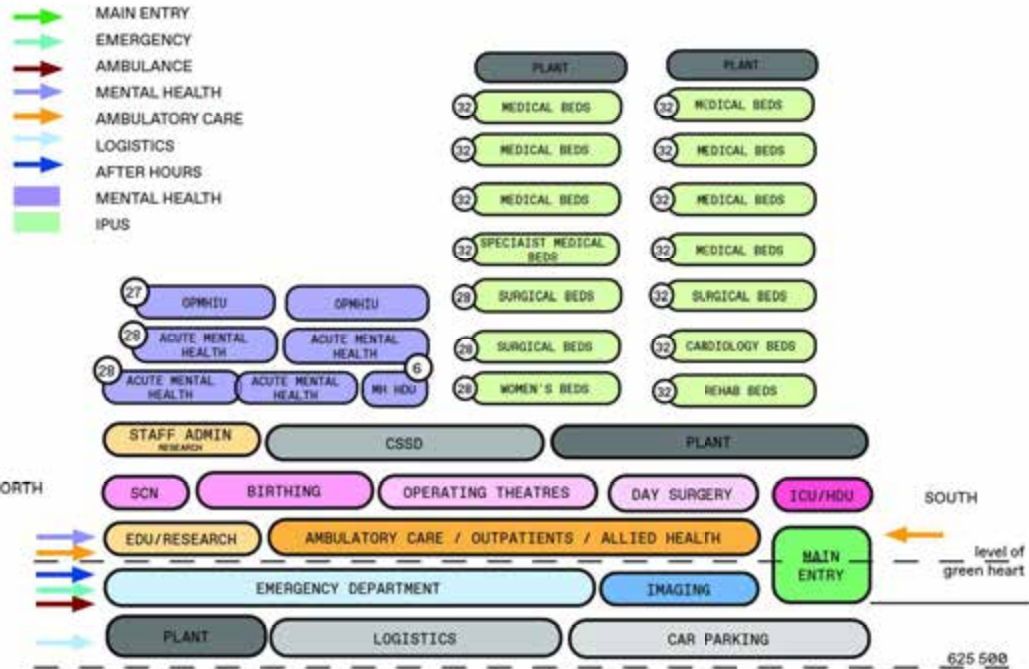 MAIN ENTRY
EMERGENCY
AMBULANCE
MENTAL HEALTH
AMBULATORY CARE
LOGISTICS
AFTER HOURS
MENTAL HEALTH
IPUS
PLANT
PLANT
32 MEDICAL BEDS
32 MEDICAL BEDS
32 MEDICAL BEDS
32 MEDICAL BEDS
32 MEDICAL BEDS
32 MEDICAL BEDS
32 SPECIAIST MEDICAL
BEDS
32 MEDICAL BEDS
28 SURGICAL BEDS
32 SURGICAL BEDS
28 SURGICAL BEDS
32 CARDIOLOGY BEDS
28 WOMEN'S BEDS
32 REHAB BEDS
27 OPMHIU
OPMHIU
28 ACUTE MENTAL
HEALTH
ACUTE MENTAL
HEALTH
28 ACUTE MENTAL
HEALTH
ACUTE MENTAL
HEALTH
6
MH HDU
STAFF ADMIN
RESEARCH
CSSD
PLANT
ORTH
SCN
BIRTHING
OPERATING THEATRES
DAY SURGERY
ICU/HDU
SOUTH
EDU/RESEARCH
AMBULATORY CARE / OUTPATIENTS / ALLIED HEALTH
MAIN
ENTRY
level of
green heart
EMERGENCY DEPARTMENT
IMAGING
PLANT
LOGISTICS
CAR PARKING
625 500